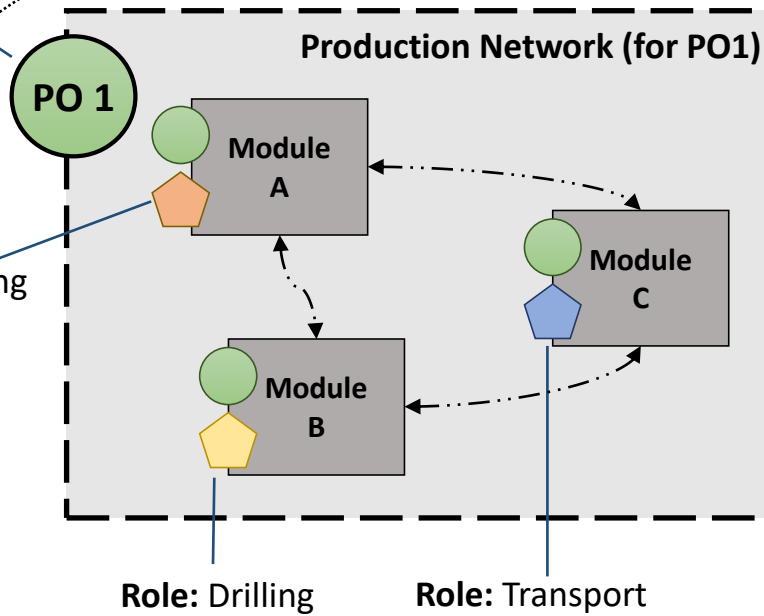 Production Network (for PO1)
PO 1
Module
A
Module
C
Module
B
Role: Drilling
Role: Transport